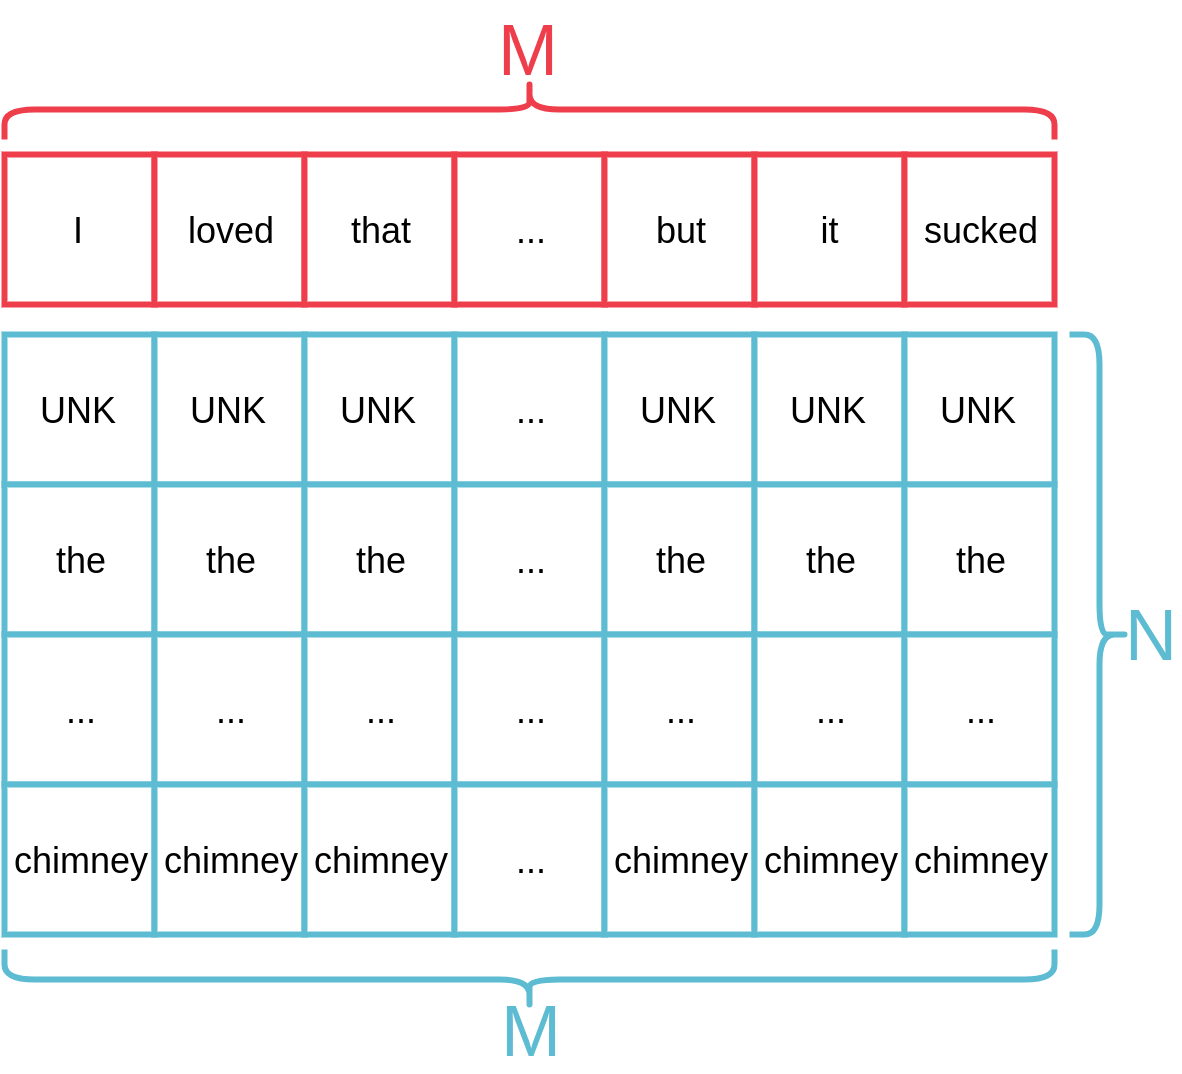 M
I loved that ... but it sucked
UNK UNK UNK ... UNK UNK UNK
the the the ... the the the
... ... ... ... ... ... ...
N
chimney chimney chimney ... chimney chimney chimney
M